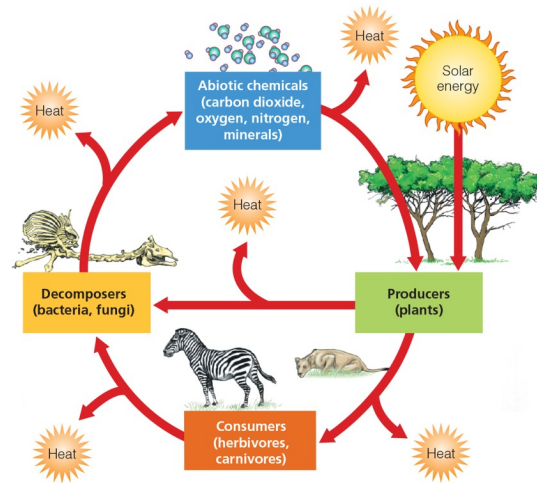 Heat
Abiotic chemicals
(carbon dioxide,
oxygen, nitrogen,
minerals)
Solar
energy
Heat
Heat
Decomposers
(bacteria, fungi)
Producers
(plants)
Consumers
(herbivores,
carnivores)
Heat
Heat